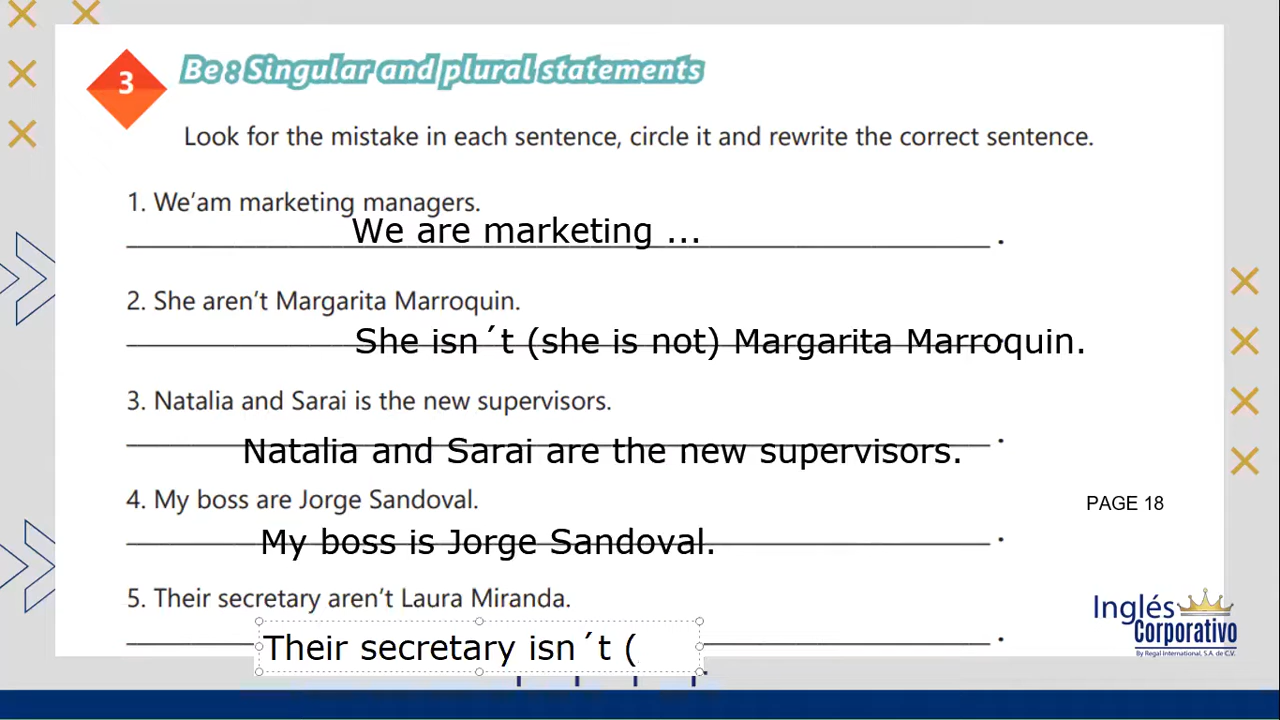 3
Be: Singular and plural statements
Look for the mistake in each sentence, circle it and rewrite the correct sentence.
1. We'am marketing managers.
We are marketing ...
2. She aren't Margarita Marroquin.
She isn´t (she is not) Margarita Marroquin.
3. Natalia and Sarai is the new supervisors.
Natalia and Sarai are the new supervisors.
4. My boss are Jorge Sandoval.
PAGE 18
My boss is Jorge Sandoval.
5. Their secretary aren't Laura Miranda.
Their secretary isn´t (
Inglés
Corporativo
By Regal International, S.A. de C.V.